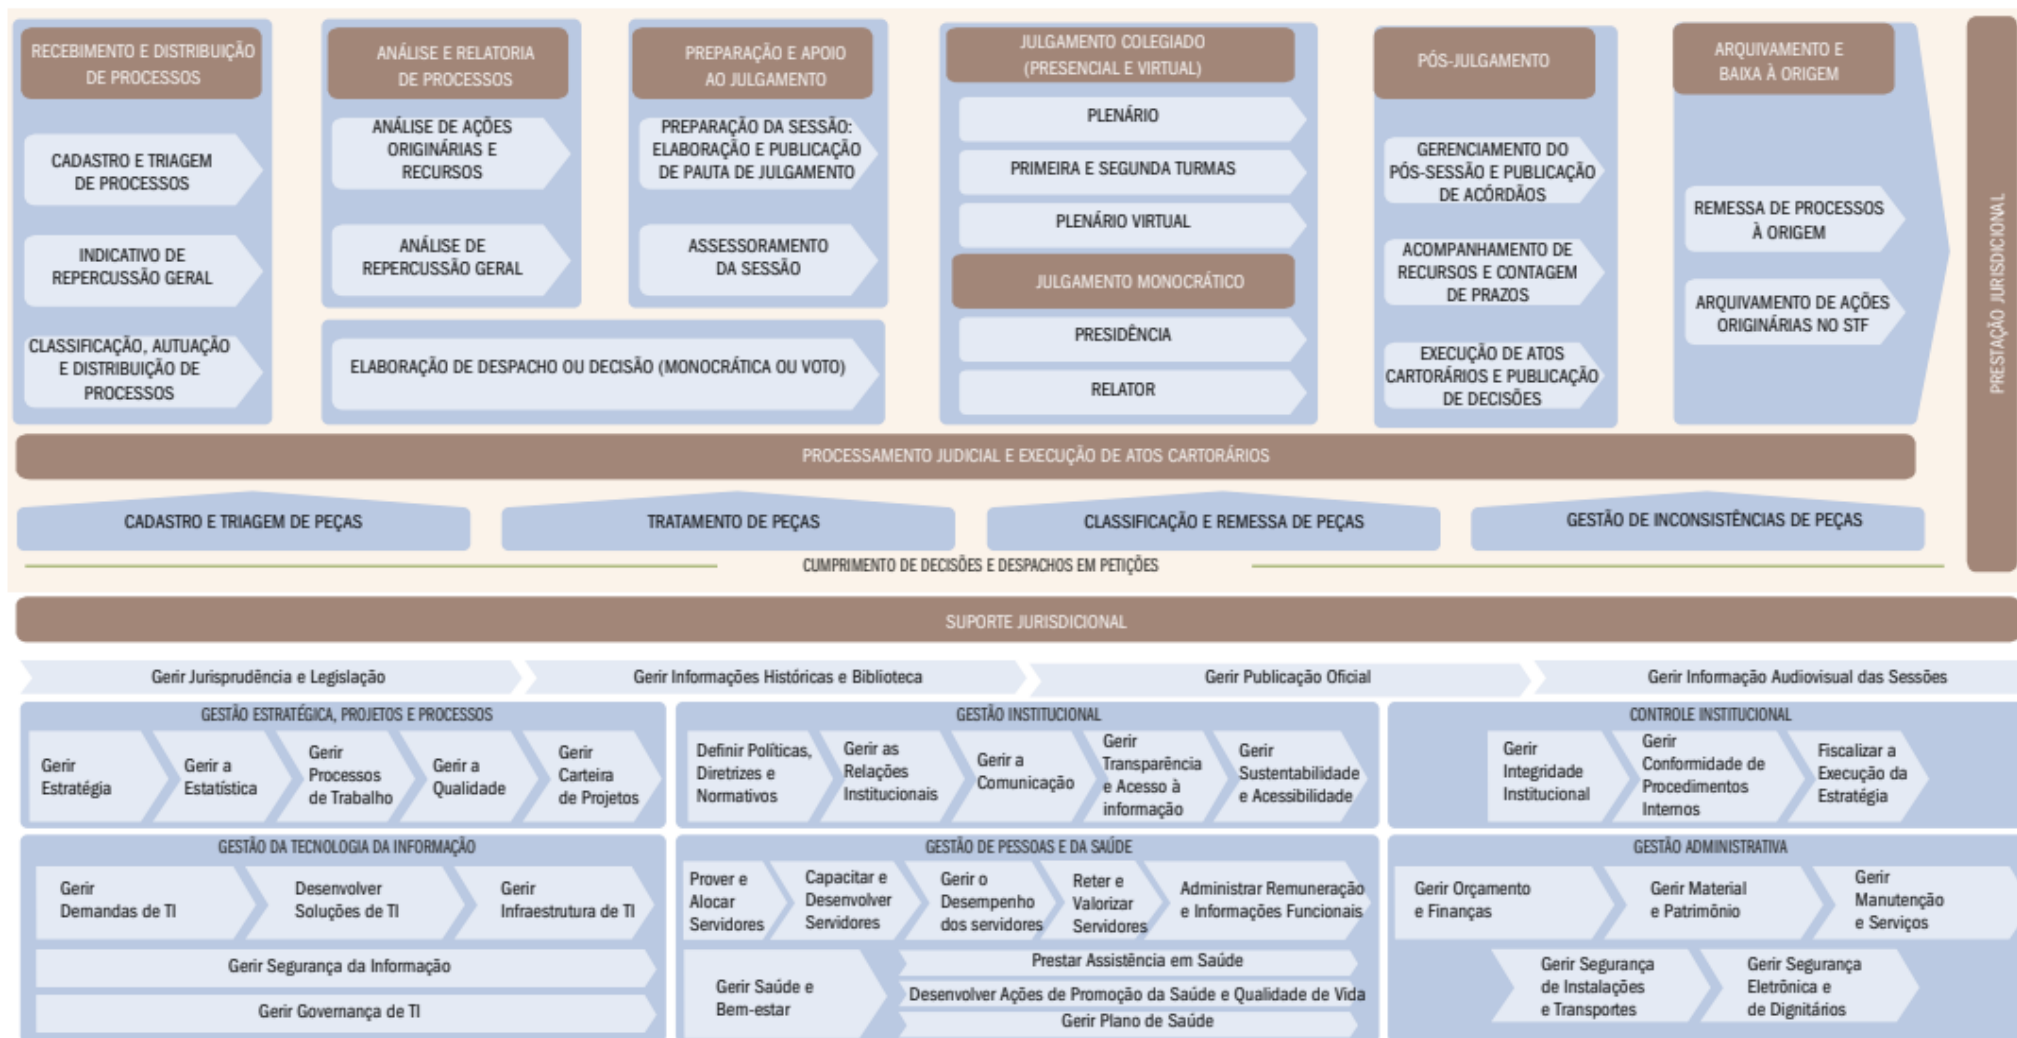 RECEBIMENTO E DISTRIBUIÇÃO
DE PROCESSOS
CADASTRO E TRIAGEM
DE PROCESSOS
INDICATIVO DE
REPERCUSSÃO GERAL
CLASSIFICAÇÃO, AUTUAÇÃO
E DISTRIBUIÇÃO DE
PROCESSOS
ANÁLISE E RELATORIA
DE PROCESSOS
ANÁLISE DE AÇÕES
ORIGINÁRIAS E
RECURSOS
ANÁLISE DE
REPERCUSSÃO GERAL
PREPARAÇÃO E APOIO
AO JULGAMENTO
PREPARAÇÃO DA SESSÃO:
ELABORAÇÃO E PUBLICAÇÃO
DE PAUTA DE JULGAMENTO
ASSESSORAMENTO
DA SESSÃO
ELABORAÇÃO DE DESPACHO OU DECISÃO (MONOCRÁTICA OU VOTO)
JULGAMENTO COLEGIADO
(PRESENCIAL E VIRTUAL)
PLENÁRIO
PRIMEIRA E SEGUNDA TURMAS
PLENÁRIO VIRTUAL
JULGAMENTO MONOCRÁTICO
PRESIDÊNCIA
RELATOR
PÓS-JULGAMENTO
GERENCIAMENTO DO
PÓS-SESSÃO E PUBLICAÇÃO
DE ACÓRDÃOS
ACOMPANHAMENTO DE
RECURSOS E CONTAGEM
DE PRAZOS
EXECUÇÃO DE ATOS
CARTORÁRIOS E PUBLICAÇÃO
DE DECISÕES
ARQUIVAMENTO E
BAIXA À ORIGEM
REMESSA DE PROCESSOS
À ORIGEM
ARQUIVAMENTO DE AÇÕES
ORIGINÁRIAS NO STF
PRESTAÇÃO JURISDICIONAL
PROCESSAMENTO JUDICIAL E EXECUÇÃO DE ATOS CARTORÁRIOS
CADASTRO E TRIAGEM DE PEÇAS
TRATAMENTO DE PEÇAS
CLASSIFICAÇÃO E REMESSA DE PEÇAS
GESTÃO DE INCONSISTÊNCIAS DE PEÇAS
CUMPRIMENTO DE DECISÕES E DESPACHOS EM PETIÇÕES
SUPORTE JURISDICIONAL
Gerir Jurisprudência e Legislação
Gerir Informações Históricas e Biblioteca
Gerir Publicação Oficial
Gerir Informação Audiovisual das Sessões
GESTÃO ESTRATÉGICA, PROJETOS E PROCESSOS
Gerir
Estratégia
Gerir a
Estatística
Gerir
Processos
de Trabalho
Gerir a
Qualidade
Gerir
Carteira
de Projetos
GESTÃO INSTITUCIONAL
Definir Políticas,
Diretrizes e
Normativos
Gerir as
Relações
Institucionais
Gerir a
Comunicação
Gerir
Transparência
e Acesso à
informação
Gerir
Sustentabilidade
e Acessibilidade
CONTROLE INSTITUCIONAL
Gerir
Integridade
Institucional
Gerir
Conformidade de
Procedimentos
Internos
Fiscalizar a
Execução da
Estratégia
GESTÃO DA TECNOLOGIA DA INFORMAÇÃO
Gerir
Demandas de TI
Desenvolver
Soluções de TI
Gerir
Infraestrutura de TI
Gerir Segurança da Informação
Gerir Governança de TI
GESTÃO DE PESSOAS E DA SAÚDE
Prover e
Alocar
Servidores
Capacitar e
Desenvolver
Servidores
Gerir o
Desempenho
dos servidores
Reter e
Valorizar
Servidores
Administrar Remuneração
e Informações Funcionais
Gerir Saúde e
Bem-estar
Prestar Assistência em Saúde
Desenvolver Ações de Promoção da Saúde e Qualidade de Vida
Gerir Plano de Saúde
GESTÃO ADMINISTRATIVA
Gerir Orçamento
e Finanças
Gerir Material
e Patrimônio
Gerir
Manutenção
e Serviços
Gerir Segurança
de Instalações
e Transportes
Gerir Segurança
Eletrônica e
de Dignitários